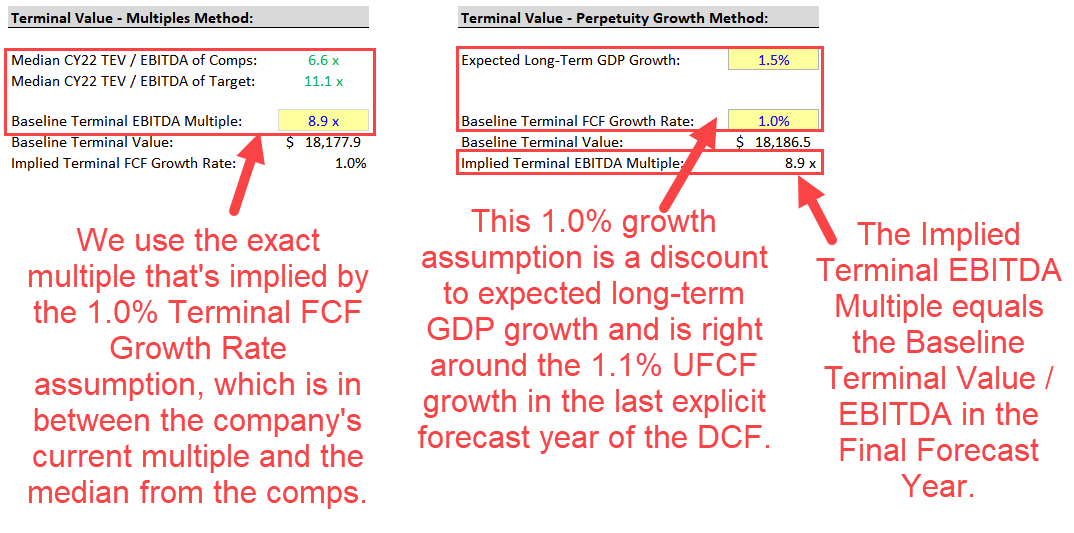 Terminal Value - Multiples Method:
Median CY22 TEV / EBITDA of Comps: 6.6 x
Median CY22 TEV / EBITDA of Target: 11.1 x
Baseline Terminal EBITDA Multiple: 8.9 x
Baseline Terminal Value: $ 18,177.9
Implied Terminal FCF Growth Rate: 1.0%
Terminal Value - Perpetuity Growth Method:
Expected Long-Term GDP Growth: 1.5%
Baseline Terminal FCF Growth Rate: 1.0%
Baseline Terminal Value: $ 18,186.5
Implied Terminal EBITDA Multiple: 8.9 x
We use the exact
multiple that's implied by
the 1.0% Terminal FCF
Growth Rate
assumption, which is in
between the company's
current multiple and the
median from the comps.
This 1.0% growth
assumption is a discount
to expected long-term
GDP growth and is right
around the 1.1% UFCF
growth in the last explicit
forecast year of the DCF.
The Implied
Terminal EBITDA
Multiple equals
the Baseline
Terminal Value /
EBITDA in the
Final Forecast
Year.